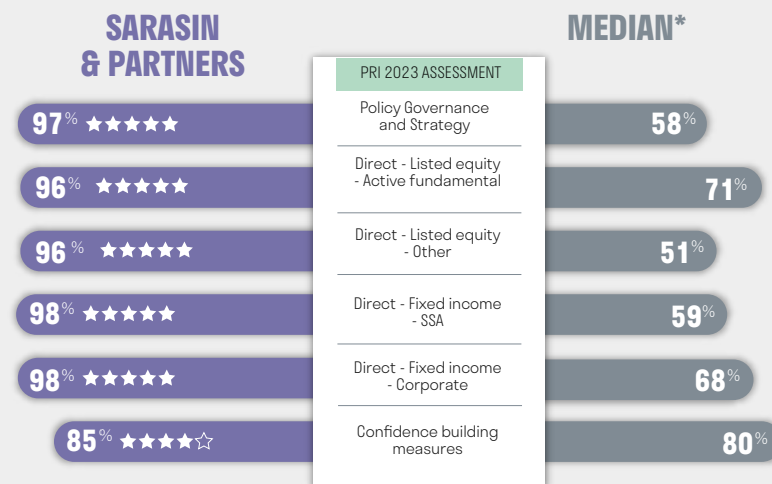 SARASIN
& PARTNERS
MEDIAN*
PRI 2023 ASSESSMENT
97% ★★★★★
Policy Governance
and Strategy
58%
96% ★★★★★
Direct - Listed equity
- Active fundamental
71%
96% ★★★★★
Direct - Listed equity
- Other
51%
98% ★★★★★
Direct - Fixed income
- SSA
59%
98% ★★★★★
Direct - Fixed income
- Corporate
68%
85% ★★★★☆
Confidence building
measures
80%